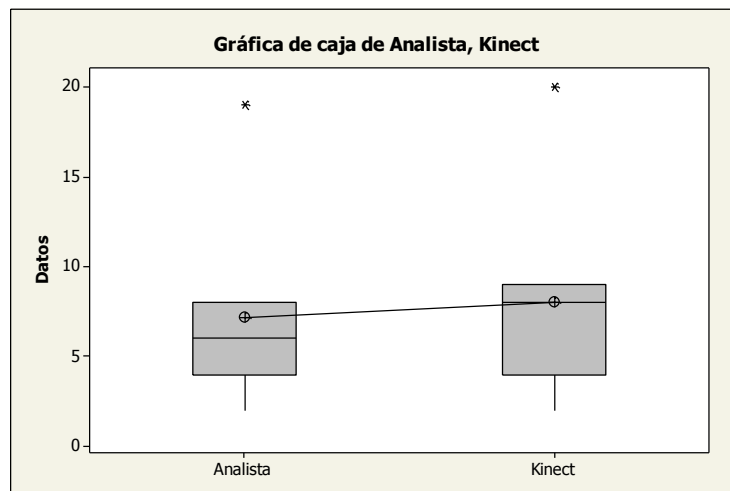 Gráfica de caja de Analista, Kinect
20
15
10
5
0
Datos
Analista
Kinect